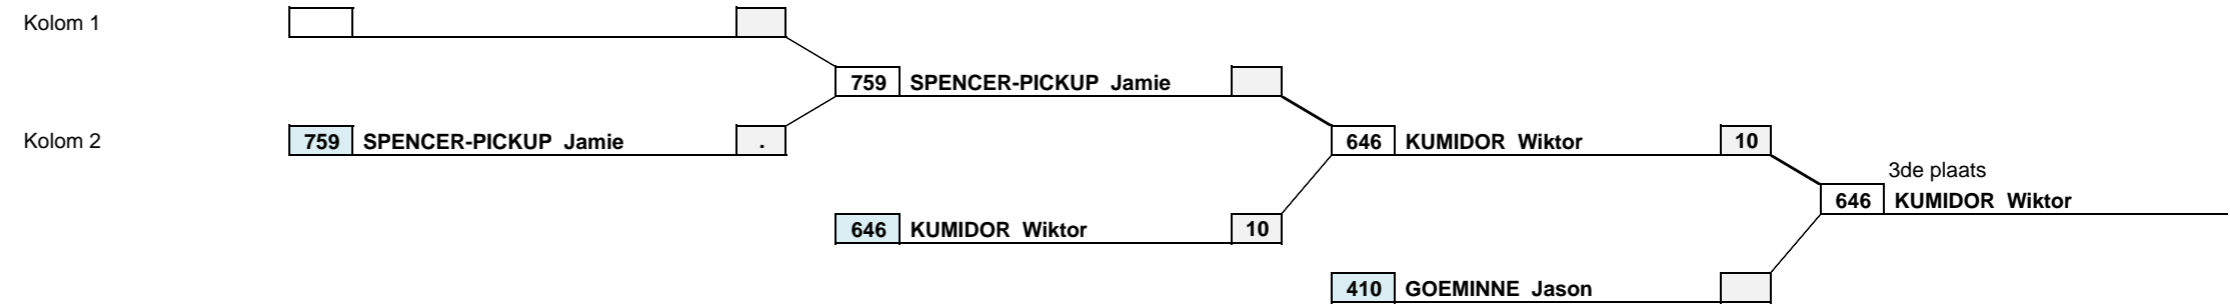 Kolom 1
759 SPENCER-PICKUP Jamie
Kolom 2
759 SPENCER-PICKUP Jamie .
646 KUMIDOR Wiktor 10
3de plaats
646 KUMIDOR Wiktor
646 KUMIDOR Wiktor 10
410 GOEMINNE Jason